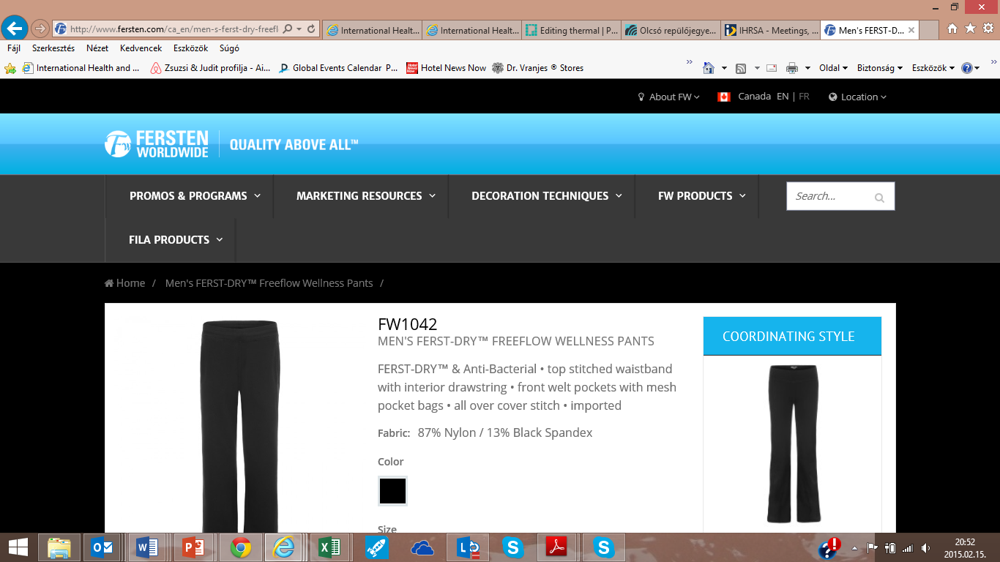 http://www.fersten.com/ca_en/men-s-ferst-dry-freefl
International Healt...
International Healt...
Editing thermal | P...
Olcsó repülőjegye...
IHRSA - Meetings, ...
Men's FERST-D...
Fájl Szerkesztés Nézet Kedvencek Eszközök Súgó
International Health and ...
Zsuzsi & Judit profilja - Ai...
Global Events Calendar P...
Hotel News Now
Dr. Vranjes ® Stores
Oldal Biztonság Eszközök
About FW Canada EN | FR Location
FERSTEN
WORLDWIDE
QUALITY ABOVE ALL™
PROMOS & PROGRAMS MARKETING RESOURCES DECORATION TECHNIQUES FW PRODUCTS Search...
FILA PRODUCTS
Home / Men's FERST-DRY™ Freeflow Wellness Pants /
FW1042
MEN'S FERST-DRY™ FREEFLOW WELLNESS PANTS
FERST-DRY™ & Anti-Bacterial • top stitched waistband
with interior drawstring • front welt pockets with mesh
pocket bags • all over cover stitch • imported
Fabric: 87% Nylon / 13% Black Spandex
Color
Size
COORDINATING STYLE
20:52
2015.02.15.